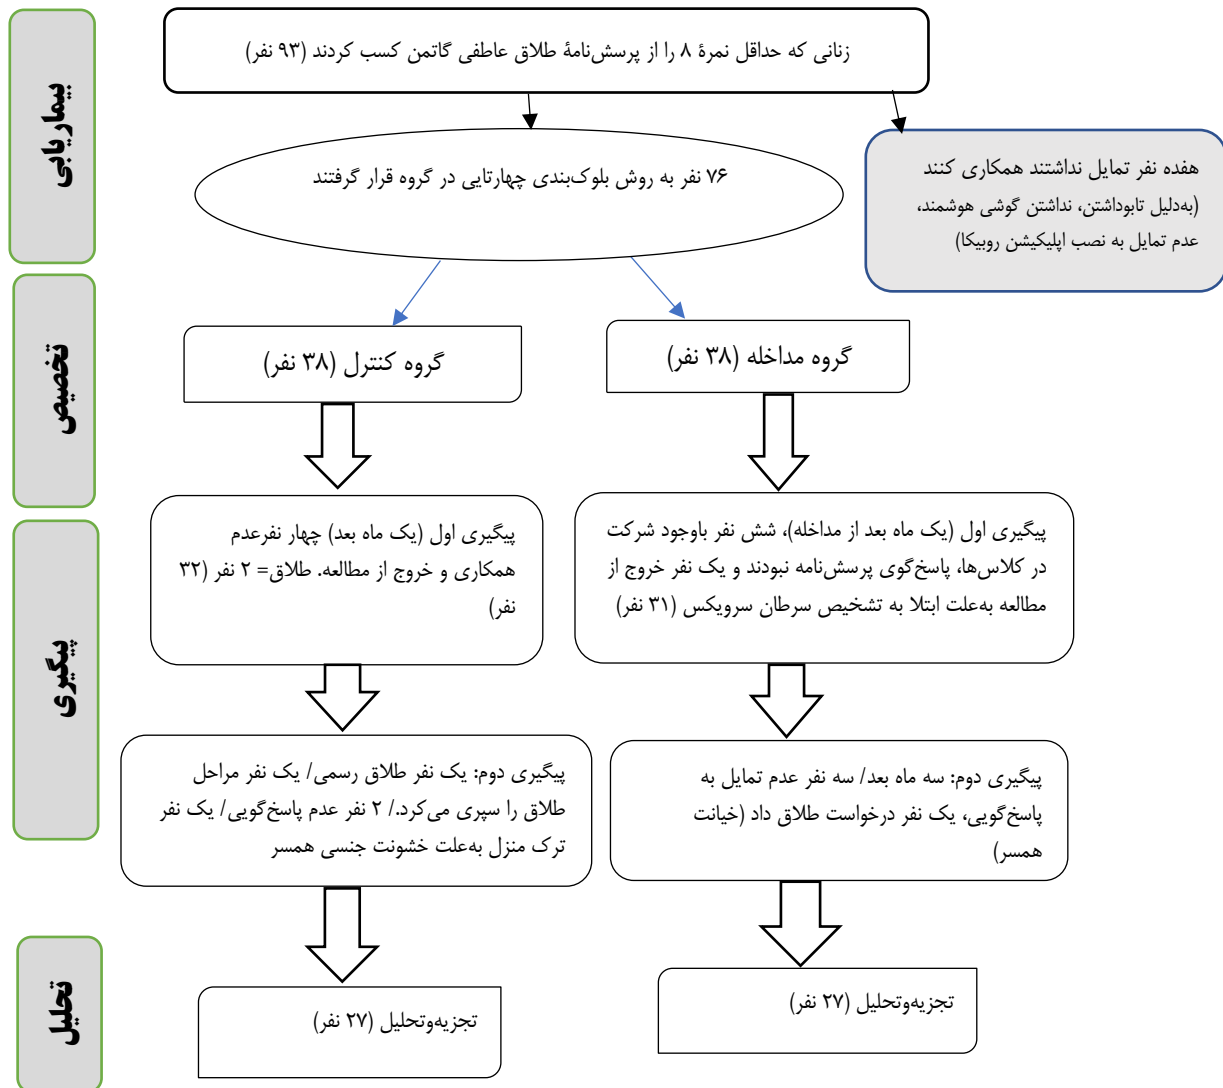 بیماریابی
زنانی که حداقل نمرهٔ ۸ را از پرسش‌نامهٔ طلاق عاطفی گاتمن کسب کردند (۹۳ نفر)
۷۶ نفر به روش بلوک‌بندی چهارتایی در گروه قرار گرفتند
هفده نفر تمایل نداشتند همکاری کنند
(به‌دلیل تابوداشتن، نداشتن گوشی هوشمند،
عدم تمایل به نصب اپلیکیشن روبیکا)
تخصیص
گروه مداخله (۳۸ نفر)
گروه کنترل (۳۸ نفر)
پیگیری
پیگیری اول (یک ماه بعد از مداخله)، شش نفر باوجود شرکت
در کلاس‌ها، پاسخ‌گوی پرسش‌نامه نبودند و یک نفر خروج از
مطالعه به‌علت ابتلا به تشخیص سرطان سرویکس (۳۱ نفر)
پیگیری اول (یک ماه بعد) چهار نفرعدم
همکاری و خروج از مطالعه. طلاق= ۲ نفر (۳۲
نفر)
پیگیری دوم: سه ماه بعد/ سه نفر عدم تمایل به
پاسخ‌گویی، یک نفر درخواست طلاق داد (خیانت
همسر)
پیگیری دوم: یک نفر طلاق رسمی/ یک نفر مراحل
طلاق را سپری می‌کرد./ ۲ نفر عدم پاسخ‌گویی/ یک نفر
ترک منزل به‌علت خشونت جنسی همسر
تحلیل
تجزیه‌وتحلیل (۲۷ نفر)
تجزیه‌وتحلیل (۲۷ نفر)